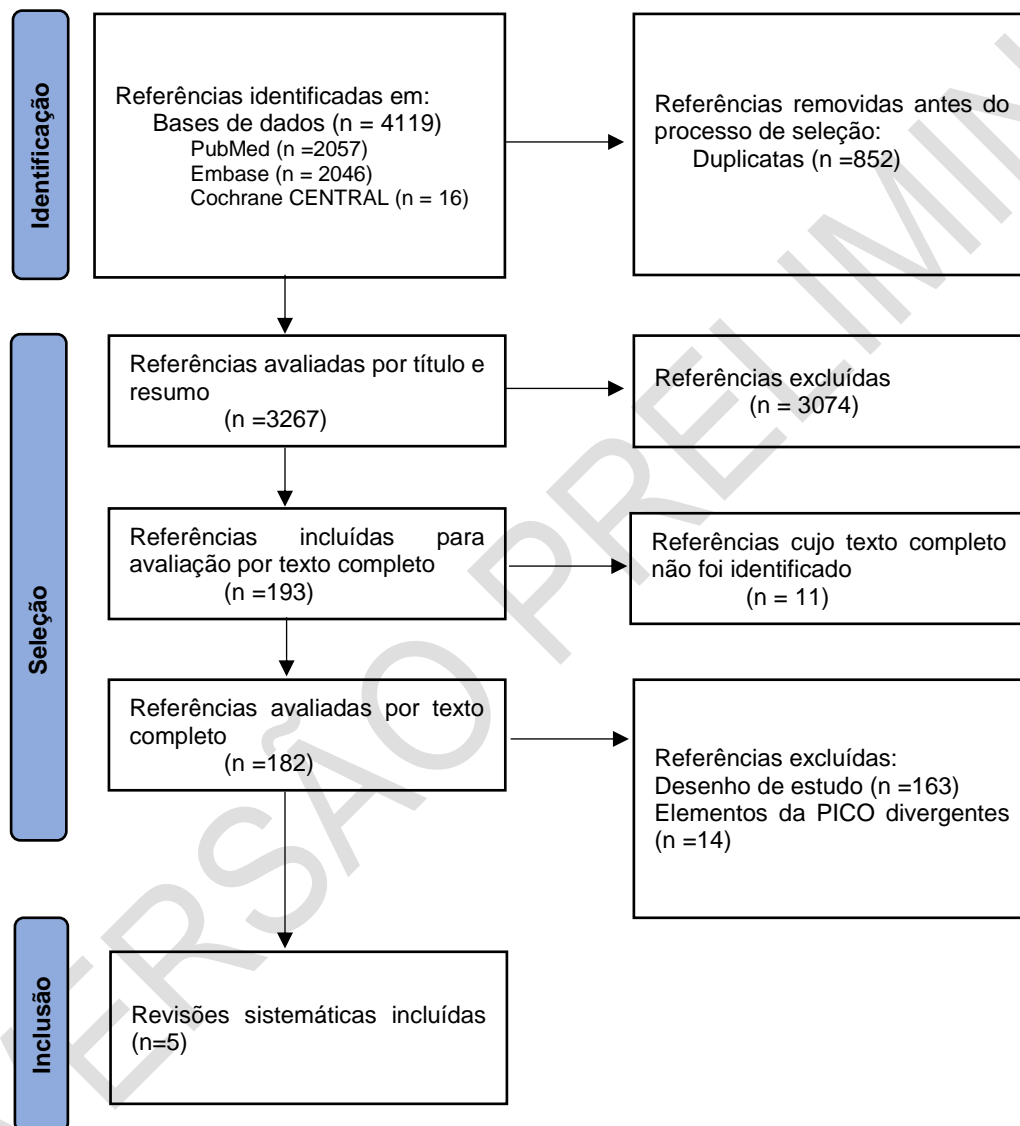 Identificação
Referências identificadas em:
Bases de dados (n = 4119)
PubMed (n =2057)
Embase (n = 2046)
Cochrane CENTRAL (n = 16)
Referências removidas antes do
processo de seleção:
Duplicatas (n =852)
Seleção
Referências avaliadas por título e
resumo
(n =3267)
Referências excluídas
(n = 3074)
Referências incluídas para
avaliação por texto completo
(n =193)
Referências cujo texto completo
não foi identificado
(n = 11)
Referências avaliadas por texto
completo
(n =182)
Referências excluídas:
Desenho de estudo (n =163)
Elementos da PICO divergentes
(n =14)
Inclusão
Revisões sistemáticas incluídas
(n=5)
VERSÃO PRELIMIN